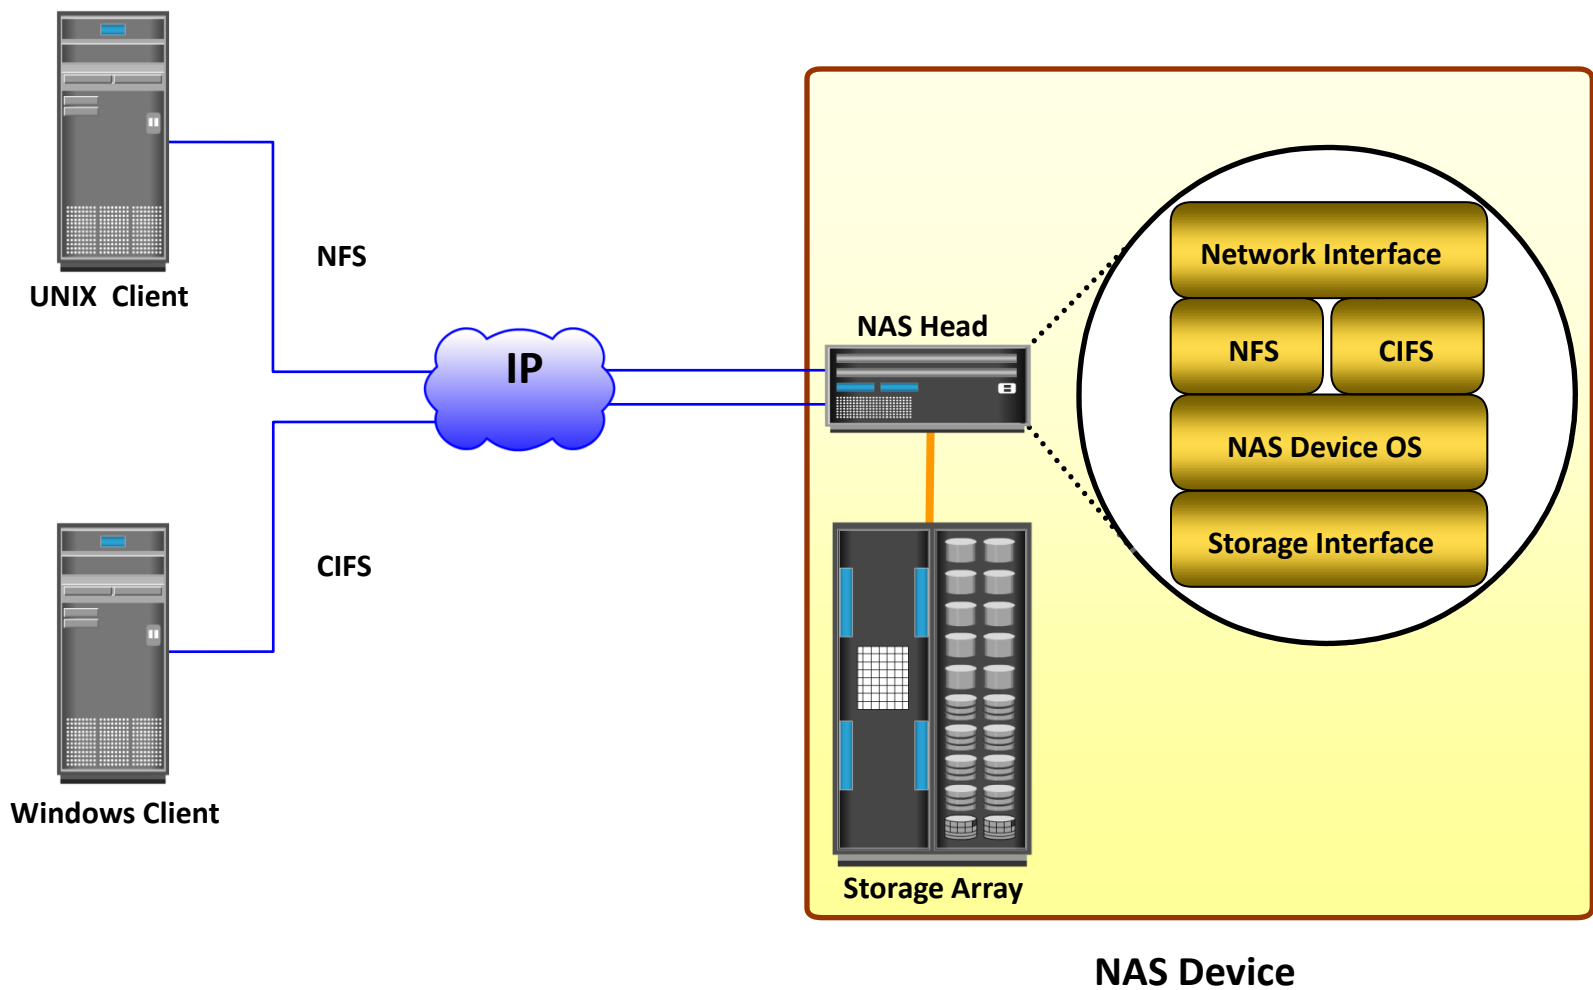 UNIX  Client
NFS
IP
CIFS
Windows Client
NAS Head
Storage Array
Network Interface
NFS
CIFS
NAS Device OS
Storage Interface
NAS Device